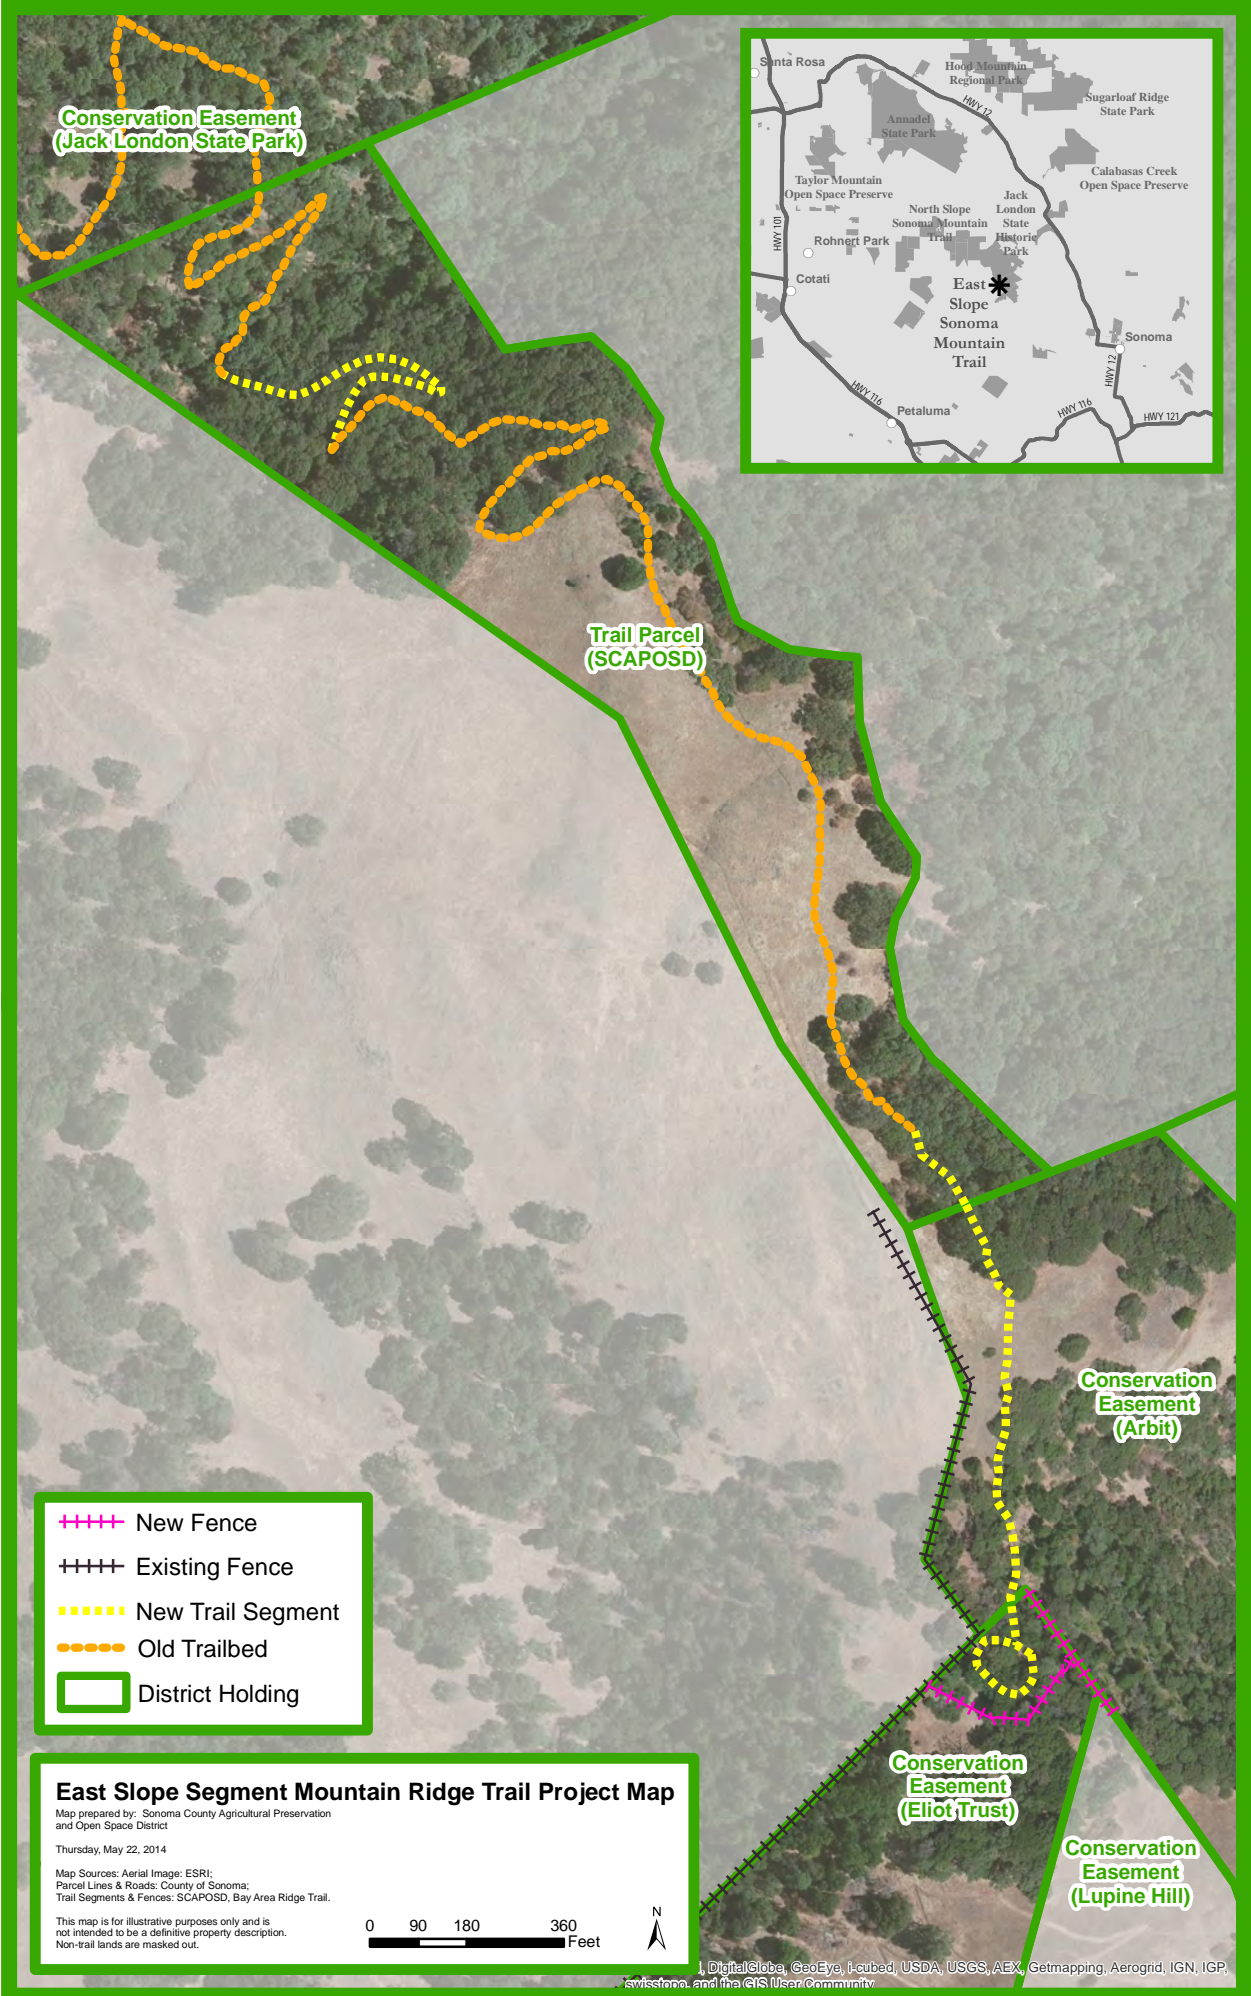 Conservation Easement
(Jack London State Park)
Santa Rosa
Hood Mountain
Regional Park
HWY 12
Sugarloaf Ridge
State Park
Annadel
State Park
Calabasas Creek
Open Space Preserve
Taylor Mountain
Open Space Preserve
Jack
London
State
Historic
Park
North Slope
Sonoma Mountain
Trail
HWY 101
Rohnert Park
Cotati
East
Slope
Sonoma
Mountain
Trail
Sonoma
HWY 12
HWY 116
Petaluma
HWY 116
HWY 121
Trail Parcel
(SCAPOSD)
Conservation
Easement
(Arbit)
New Fence
Existing Fence
New Trail Segment
Old Trailbed
District Holding
Conservation
Easement
(Eliot Trust)
Conservation
Easement
(Lupine Hill)
East Slope Segment Mountain Ridge Trail Project Map
Map prepared by: Sonoma County Agricultural Preservation
and Open Space District
Thursday, May 22, 2014
Map Sources: Aerial Image: ESRI;
Parcel Lines & Roads: County of Sonoma;
Trail Segments & Fences: SCAPOSD, Bay Area Ridge Trail.
This map is for illustrative purposes only and is
not intended to be a definitive property description.
Non-trail lands are masked out.
0 90 180 360
Feet
N
, DigitalGlobe, GeoEye, i-cubed, USDA, USGS, AEX, Getmapping, Aerogrid, IGN, IGP,
swisstopo, and the GIS User Community